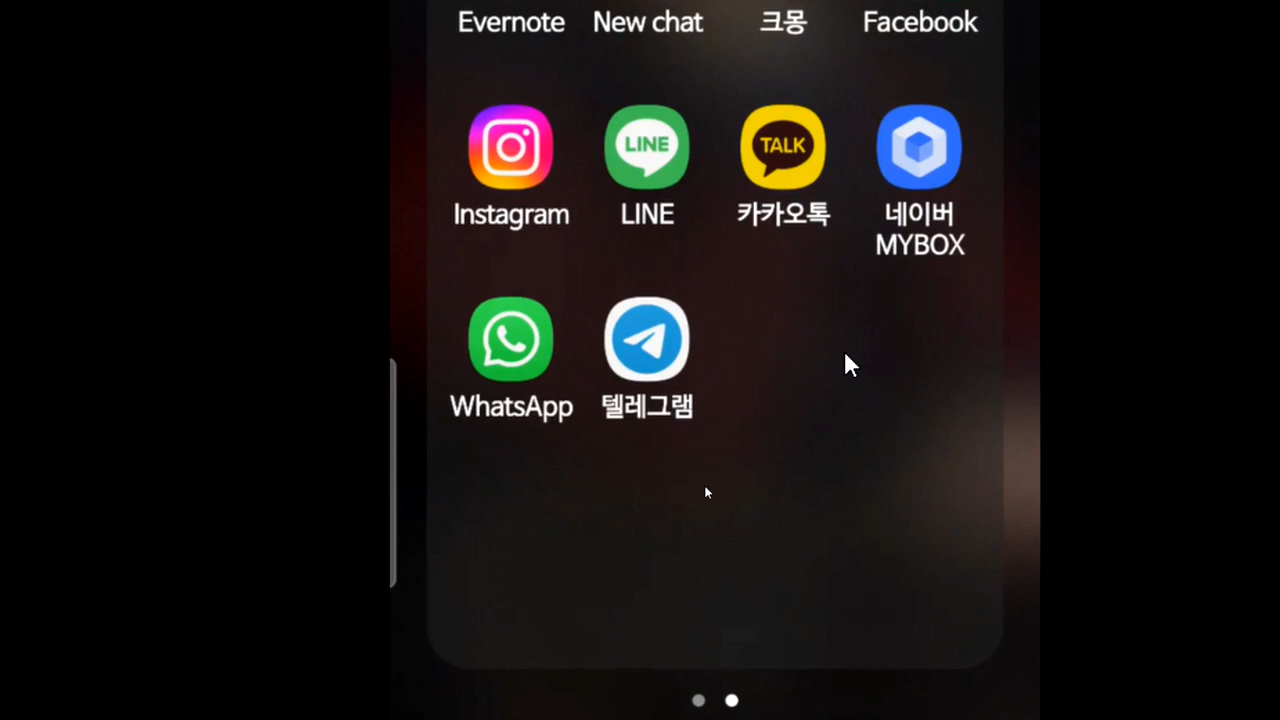 Evernote New chat 크몽 Facebook
LINE TALK
Instagram LINE 카카오톡 네이버
MYBOX
WhatsApp 텔레그램